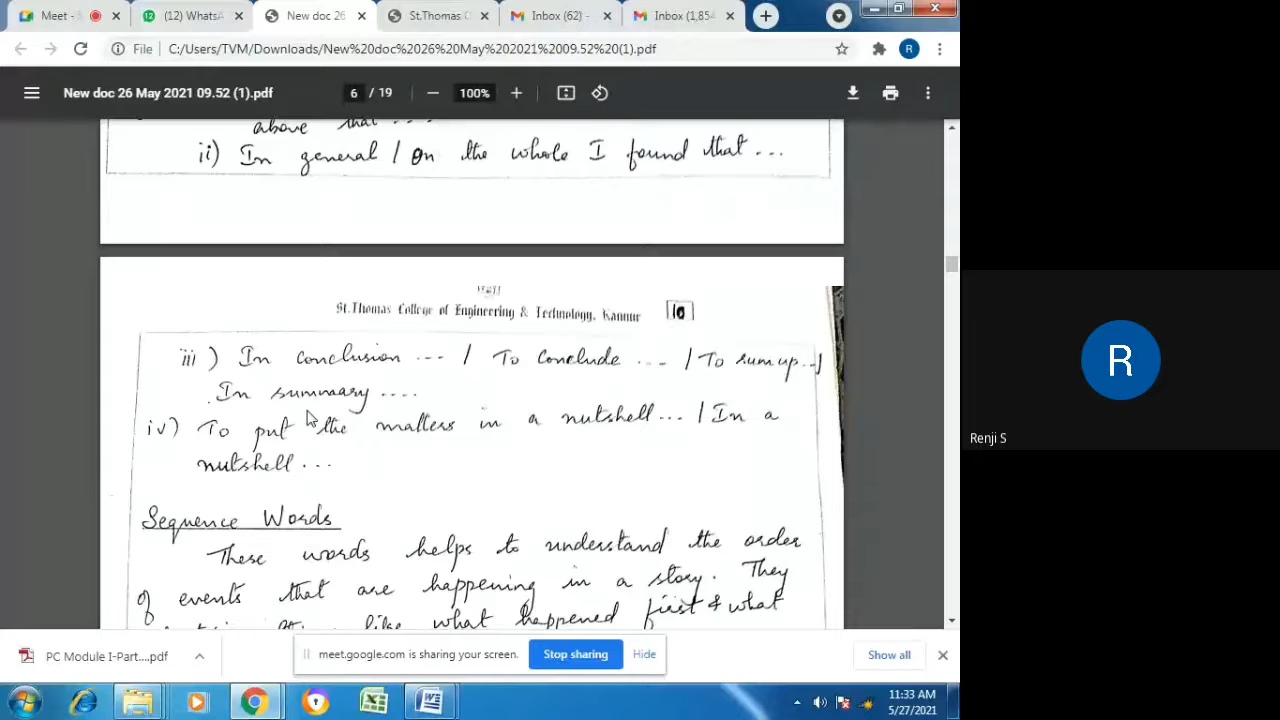 Meet -
(12) WhatsA
New doc 26
St.Thomas C
Inbox (62) -
Inbox (1,854
File C:/Users/TVM/Downloads/New%20doc%2026%20May%202021%2009.52%20(1).pdf
R
New doc 26 May 2021 09.52 (1).pdf
6 / 19
100%
above that ....
ii) In general / On the whole I found that ...
St.Thomas College of Engineering & Technology, Kannur 10
iii) In conclusion ... / To conclude ... / To sum up.. /
In summary ....
iv) To put the matters in a nutshell... / In a
nutshell ...
Sequence Words
These words helps to understand the order
of events that are happening in a story. They
like what happened first & what
R
Renji S
PC Module I-Part....pdf
meet.google.com is sharing your screen.
Stop sharing
Hide
Show all
11:33 AM
5/27/2021